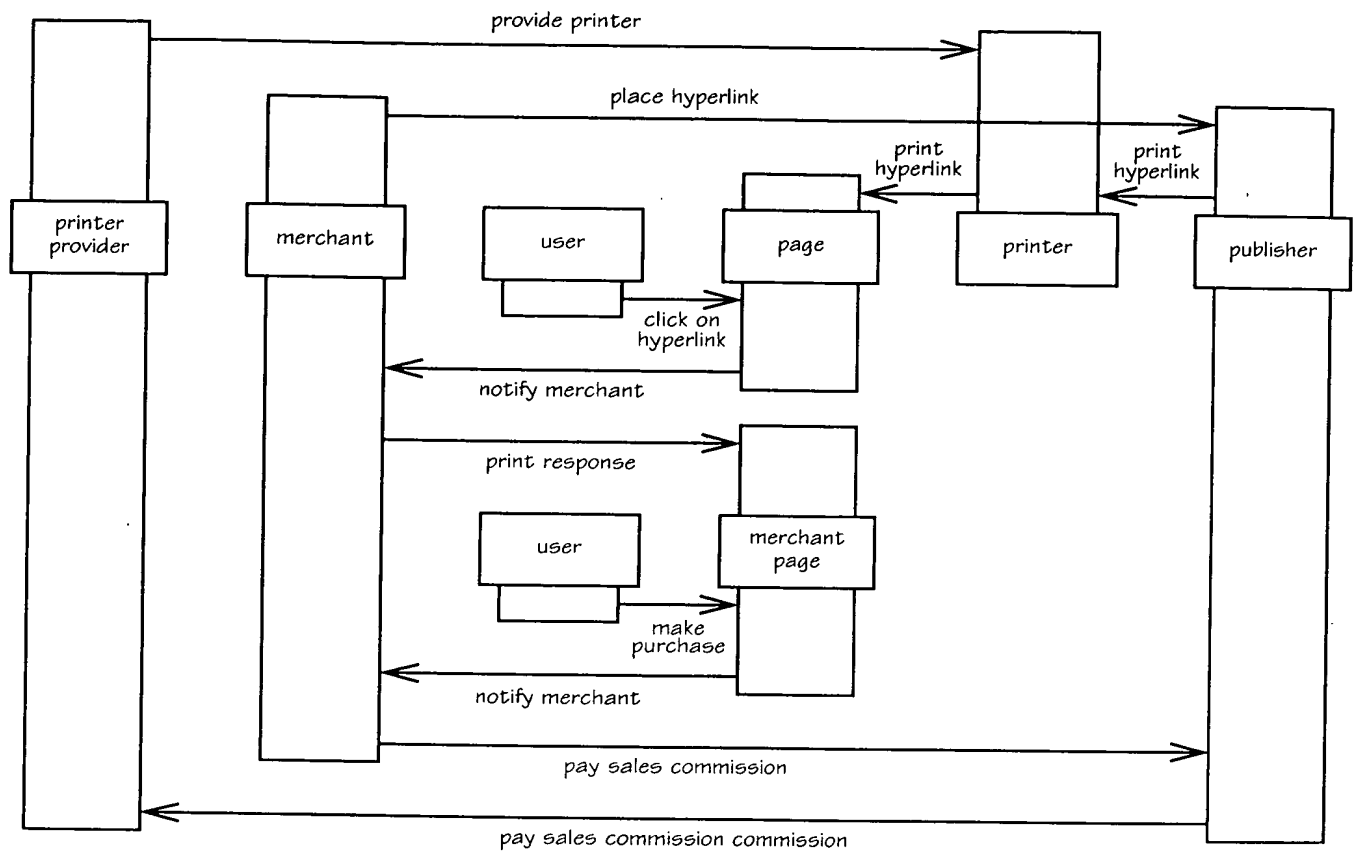 provide printer
place hyperlink
print
hyperlink
print
hyperlink
printer
provider
merchant
user
page
printer
publisher
click on
hyperlink
notify merchant
print response
user
merchant
page
make
purchase
notify merchant
pay sales commission
pay sales commission commission